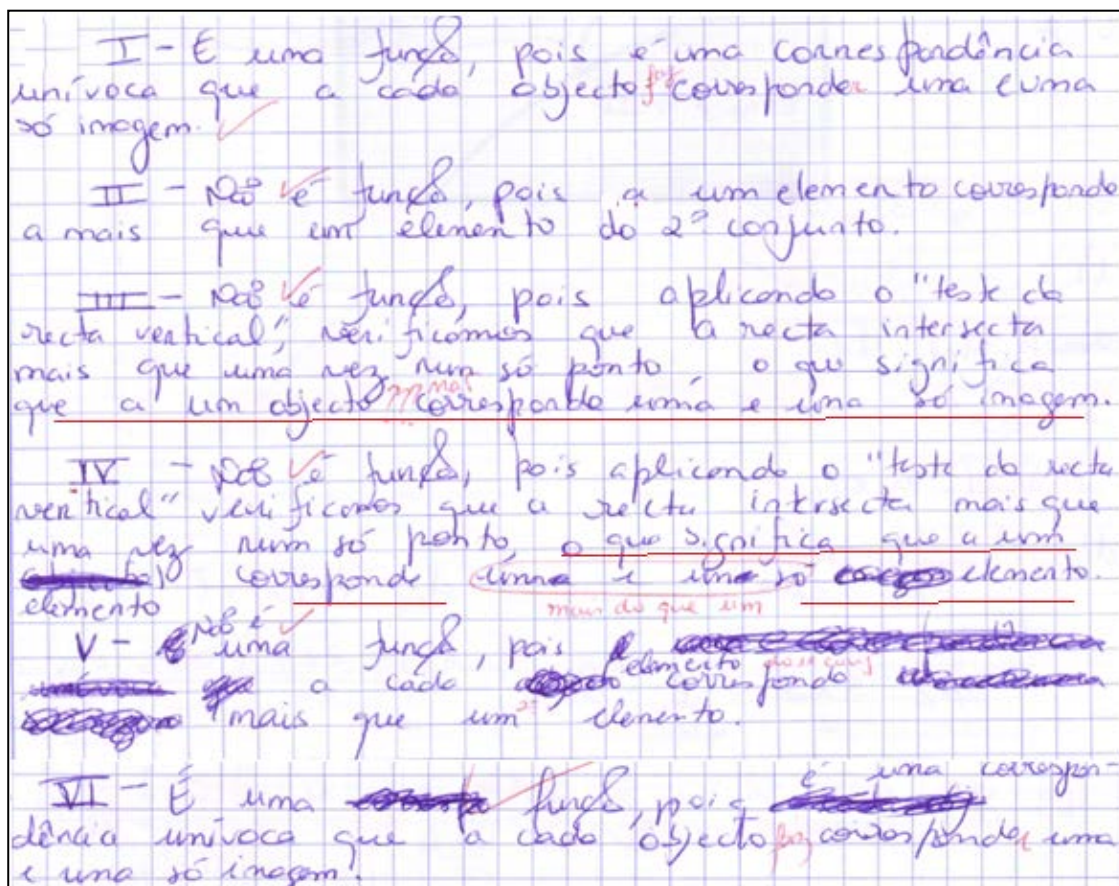 I - É uma função, pois é uma correspondência
unívoca que a cada objecto faz corresponder uma e uma
só imagem.
II - Não é função, pois a um elemento corresponde
a mais que um elemento do 2º conjunto.
III - Não é função, pois aplicando o "teste da
recta vertical", verificamos que a recta intersecta
mais que uma vez num só ponto, o que significa
que a um objecto não corresponde uma e uma só imagem.
IV - Não é função, pois aplicando o "teste da recta
vertical" verificamos que a recta intersecta mais que
uma vez num só ponto, o que significa que a um
elemento corresponde uma e uma só elemento.
mais do que um
V - Não é uma função, pois
a cada elemento corresponde
mais que um elemento.
VI - É uma função, pois é uma correspon-
dência unívoca que a cada objecto faz corresponder uma
e uma só imagem.